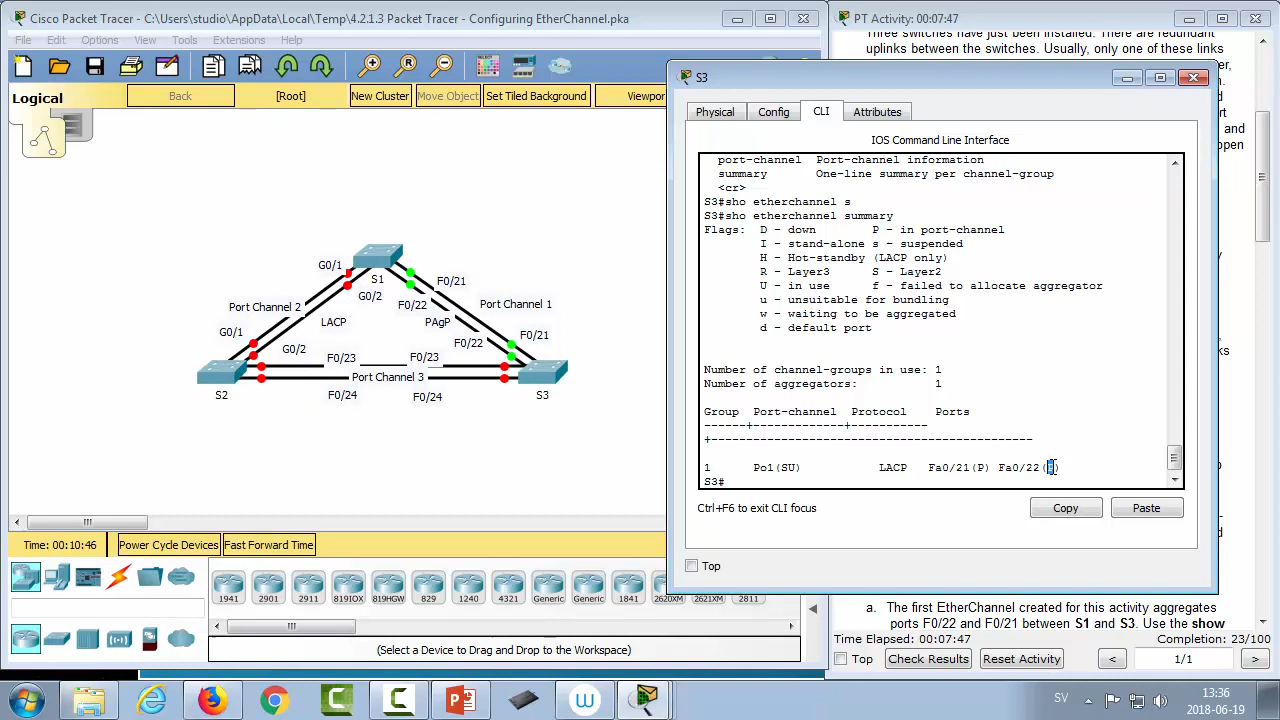 Cisco Packet Tracer - C:\Users\studio\AppData\Local\Temp\4.2.1.3 Packet Tracer - Configuring EtherChannel.pka
File Edit Options View Tools Extensions Help
Logical
Back
[Root]
New Cluster
Move Object
Set Tiled Background
Viewpor
G0/1
S1
F0/21
G0/2
F0/22
Port Channel 2
Port Channel 1
LACP
PAgP
G0/1
F0/21
F0/22
G0/2
F0/23
F0/23
Port Channel 3
S2
F0/24
F0/24
S3
Time: 00:10:46
Power Cycle Devices
Fast Forward Time
1941
2901
2911
819IOX
819HGW
829
1240
4321
Generic
Generic
1841
2620XM
2621XM
2811
(Select a Device to Drag and Drop to the Workspace)
PT Activity: 00:07:47
Three switches have just been installed. There are redundant
uplinks between the switches. Usually, only one of these links
er,
d
rt
and
open
S3
Physical
Config
CLI
Attributes
IOS Command Line Interface
port-channel Port-channel information
summary One-line summary per channel-group
<cr>
S3#sho etherchannel s
S3#sho etherchannel summary
Flags: D - down P - in port-channel
I - stand-alone s - suspended
H - Hot-standby (LACP only)
R - Layer3 S - Layer2
U - in use f - failed to allocate aggregator
u - unsuitable for bundling
w - waiting to be aggregated
d - default port
Number of channel-groups in use: 1
Number of aggregators: 1
Group Port-channel Protocol Ports
------+-------------+-----------
+----------------------------------------------
1 Po1(SU) LACP Fa0/21(P) Fa0/22( )
S3#
Ctrl+F6 to exit CLI focus
Copy
Paste
Top
ks
a. The first EtherChannel created for this activity aggregates
ports F0/22 and F0/21 between S1 and S3. Use the show
Time Elapsed: 00:07:47
Completion: 23/100
Top
Check Results
Reset Activity
<
1/1
>
SV
13:36
2018-06-19